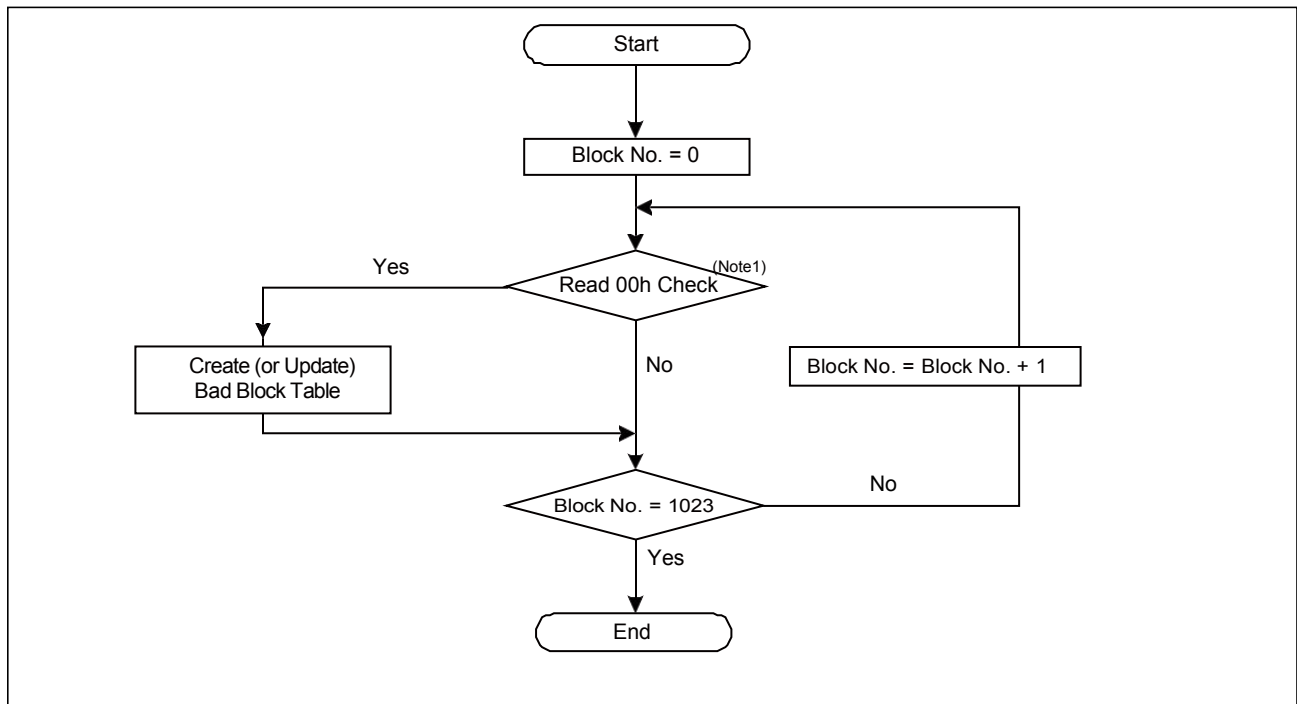 Start
Block No. = 0
(Note1)
Yes
Read 00h Check
Create (or Update)
Bad Block Table
No
Block No. = Block No. + 1
Block No. = 1023
No
Yes
End